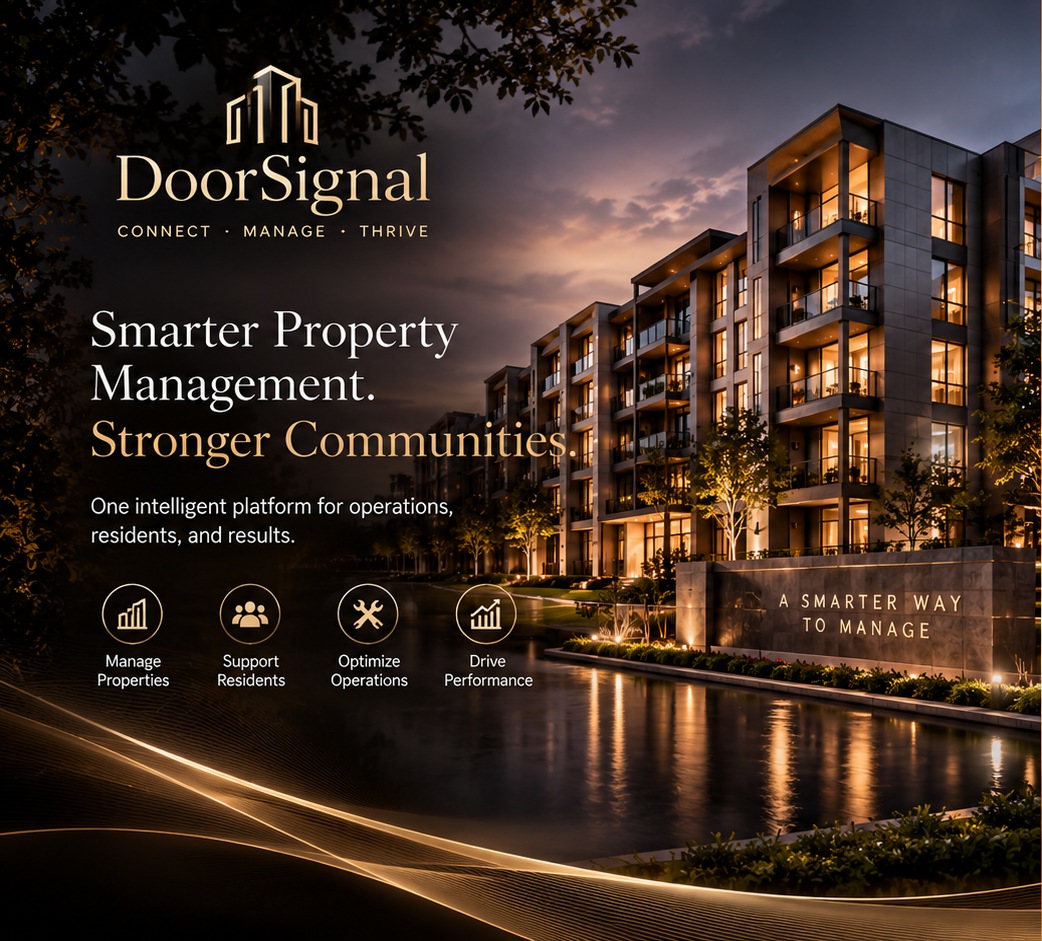 DoorSignal
CONNECT · MANAGE · THRIVE
Smarter Property
Management.
Stronger Communities.
One intelligent platform for operations,
residents, and results.
Manage
Properties
Support
Residents
Optimize
Operations
Drive
Performance
A SMARTER WAY
TO MANAGE